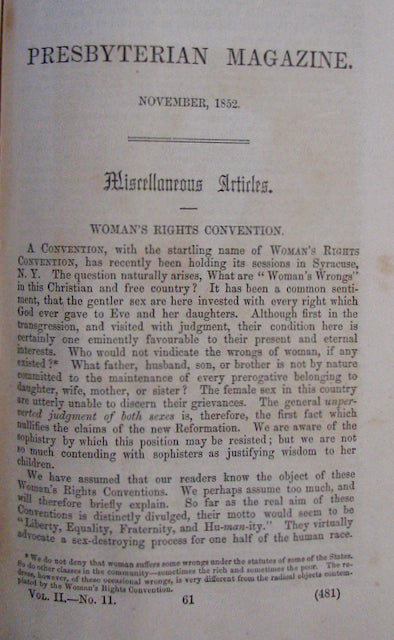 PRESBYTERIAN MAGAZINE.
NOVEMBER, 1852.
Miscellaneous Articles.
WOMAN'S RIGHTS CONVENTION.
A CONVENTION, with the startling name of WOMAN'S RIGHTS
CONVENTION, has recently been holding its sessions in Syracuse,
N. Y. The question naturally arises, What are "Woman's Wrongs"
in this Christian and free country? It has been a common senti-
ment, that the gentler sex are here invested with every right which
God ever gave to Eve and her daughters. Although first in the
transgression, and visited with judgment, their condition here is
certainly one eminently favourable to their present and eternal
interests. Who would not vindicate the wrongs of woman, if any
existed?* What father, husband, son, or brother is not by nature
committed to the maintenance of every prerogative belonging to
daughter, wife, mother, or sister? The female sex in this country
are utterly unable to discern their grievances. The general unper-
verted judgment of both sexes is, therefore, the first fact which
nullifies the claims of the new Reformation. We are aware of the
sophistry by which this position may be resisted; but we are not
so much contending with sophisters as justifying wisdom to her
children.
We have assumed that our readers know the object of these
Woman's Rights Conventions. We perhaps assume too much, and
will therefore briefly explain. So far as the real aim of these
Conventions is distinctly divulged, their motto would seem to be
"Liberty, Equality, Fraternity, and Hu-man-ity." They virtually
advocate a sex-destroying process for one half of the human race.
* We do not deny that woman suffers some wrongs under the statutes of some of the States.
So do other classes in the community—sometimes the rich and sometimes the poor. The re-
dress, however, of these occasional wrongs, is very different from the radical objects contem-
plated by the Woman's Rights Convention.
VOL. II.—NO. 11. 61 (481)